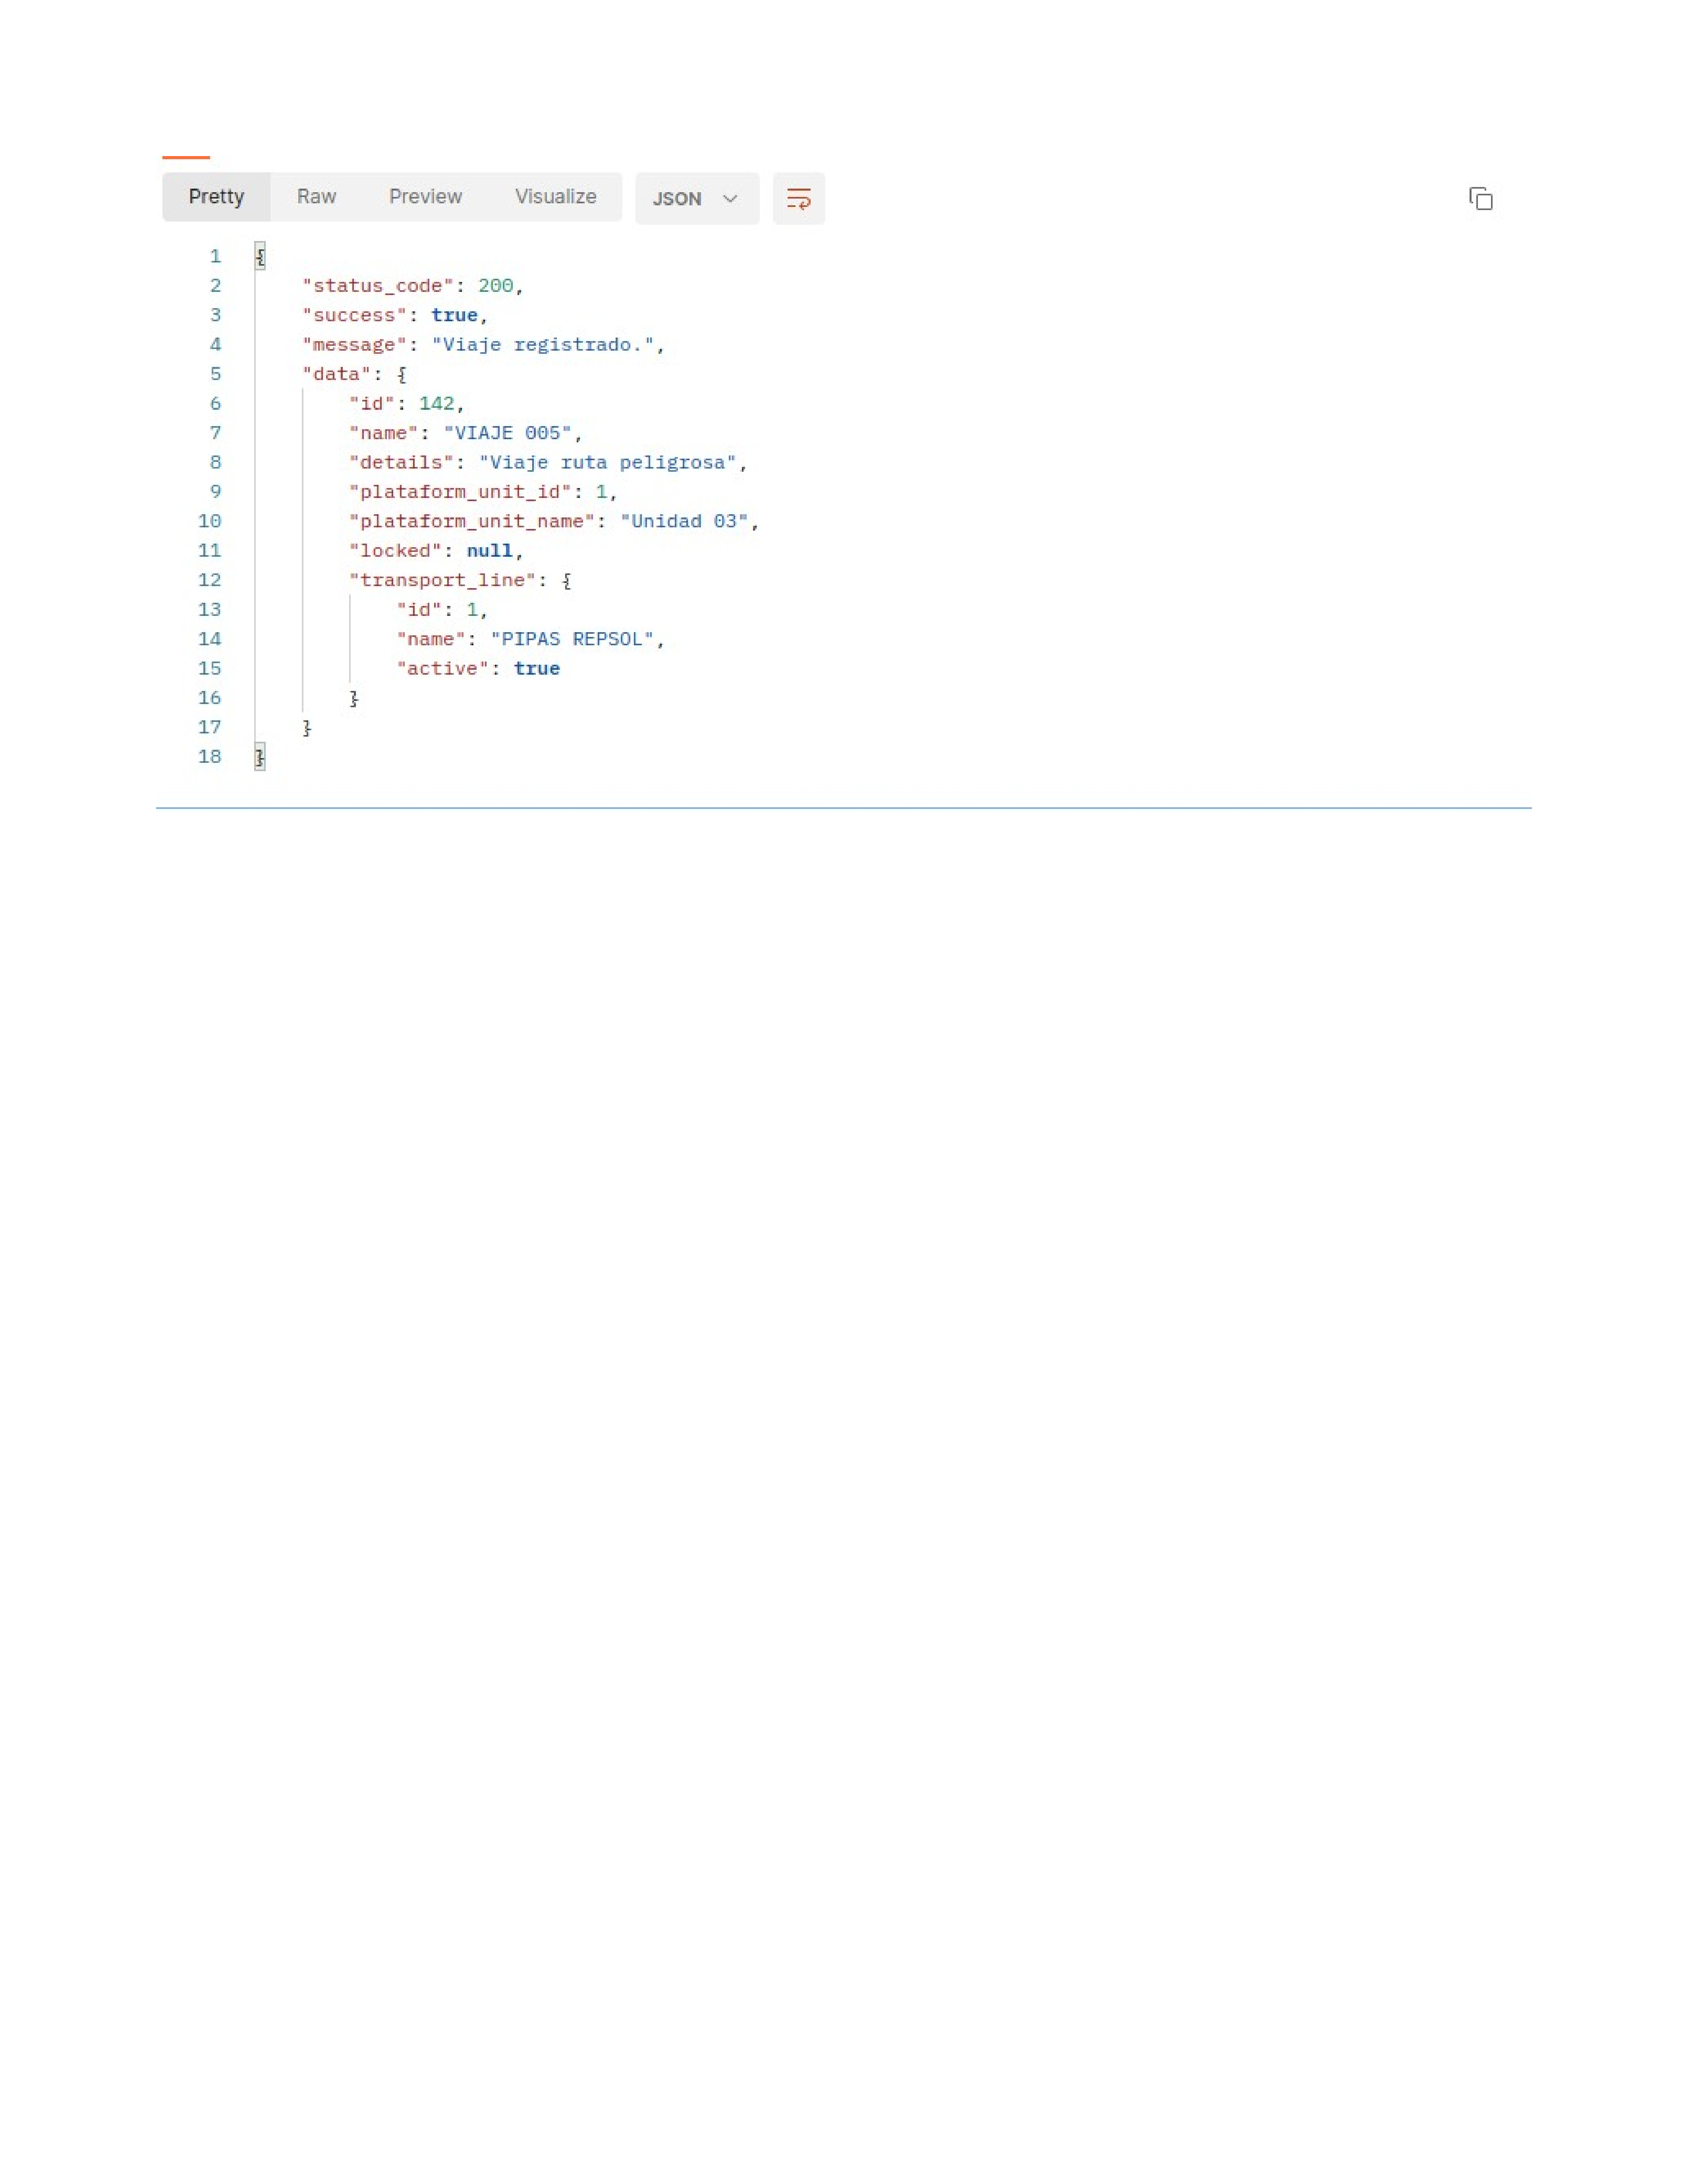 Pretty Raw Preview Visualize JSON
1 {
2     "status_code": 200,
3     "success": true,
4     "message": "Viaje registrado.",
5     "data": {
6         "id": 142,
7         "name": "VIAJE 005",
8         "details": "Viaje ruta peligrosa",
9         "plataform_unit_id": 1,
10         "plataform_unit_name": "Unidad 03",
11         "locked": null,
12         "transport_line": {
13             "id": 1,
14             "name": "PIPAS REPSOL",
15             "active": true
16         }
17     }
18 }